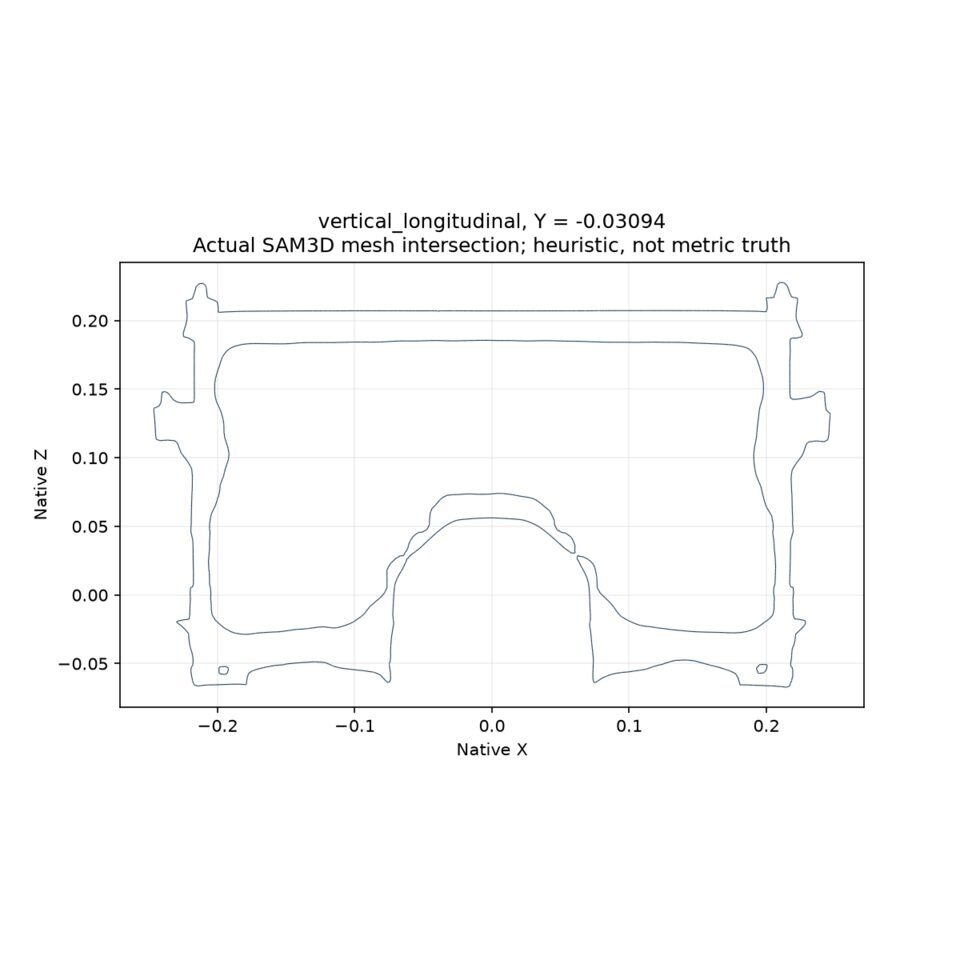 vertical_longitudinal, Y = -0.03094
Actual SAM3D mesh intersection; heuristic, not metric truth
0.20
0.15
0.10
0.05
0.00
−0.05
Native Z
−0.2 −0.1 0.0 0.1 0.2
Native X